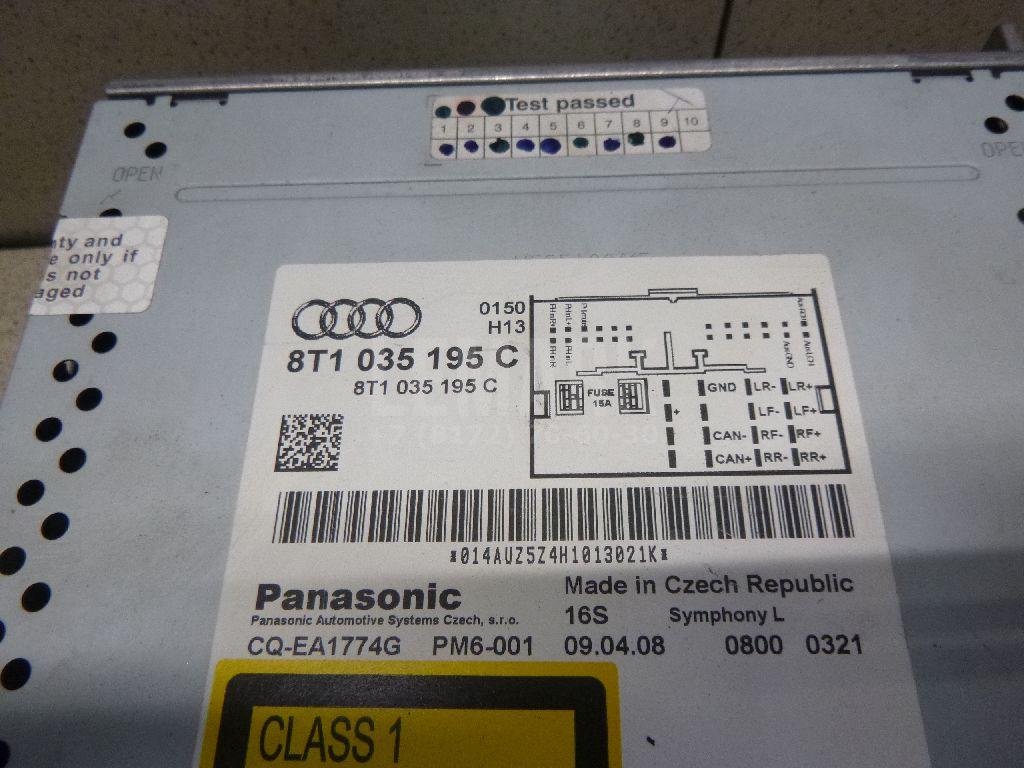 Test passed
1 2 3 4 5 6 7 8 9 10
OPEN
OPE
nty and
e only if
s not
aged
0150
H13
8T1 035 195 C
8T1 035 195 C
FUSE
15A
GND LR- LR+
+ LF- LF+
CAN- RF- RF+
CAN+ RR- RR+
*014AUZ5Z4H1013021K*
Panasonic
Made in Czech Republic
Panasonic Automotive Systems Czech, s.r.o.
16S Symphony L
CQ-EA1774G PM6-001 09.04.08 0800 0321
CLASS 1